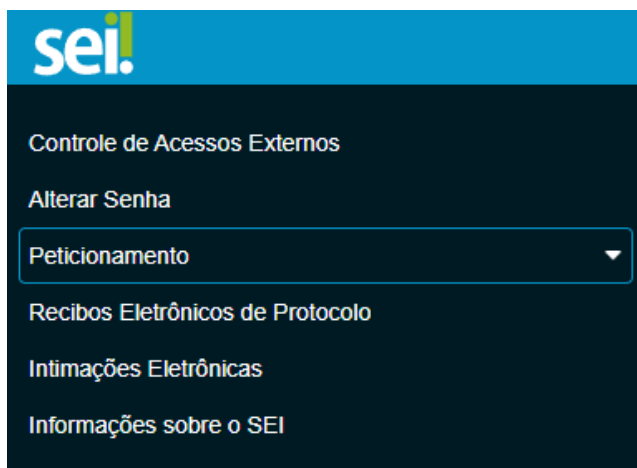 sei!
Controle de Acessos Externos
Alterar Senha
Peticionamento
Recibos Eletrônicos de Protocolo
Intimações Eletrônicas
Informações sobre o SEI